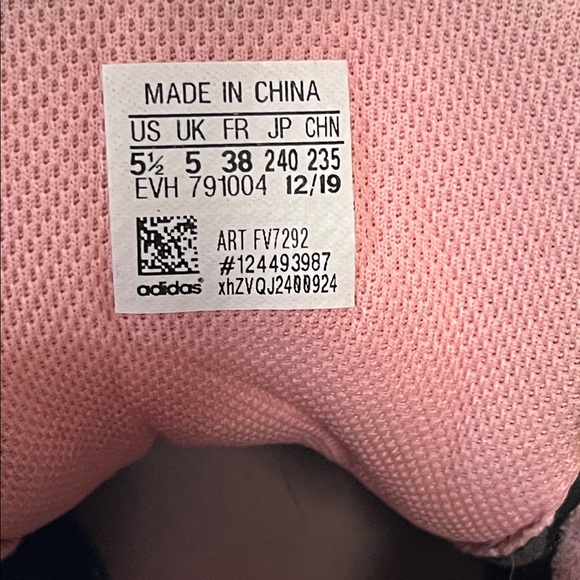 MADE IN CHINA
US UK FR JP CHN
5½ 5 38 240 235
EVH 791004 12/19
ART FV7292
#124493987
adidas® xhZVQJ2400924